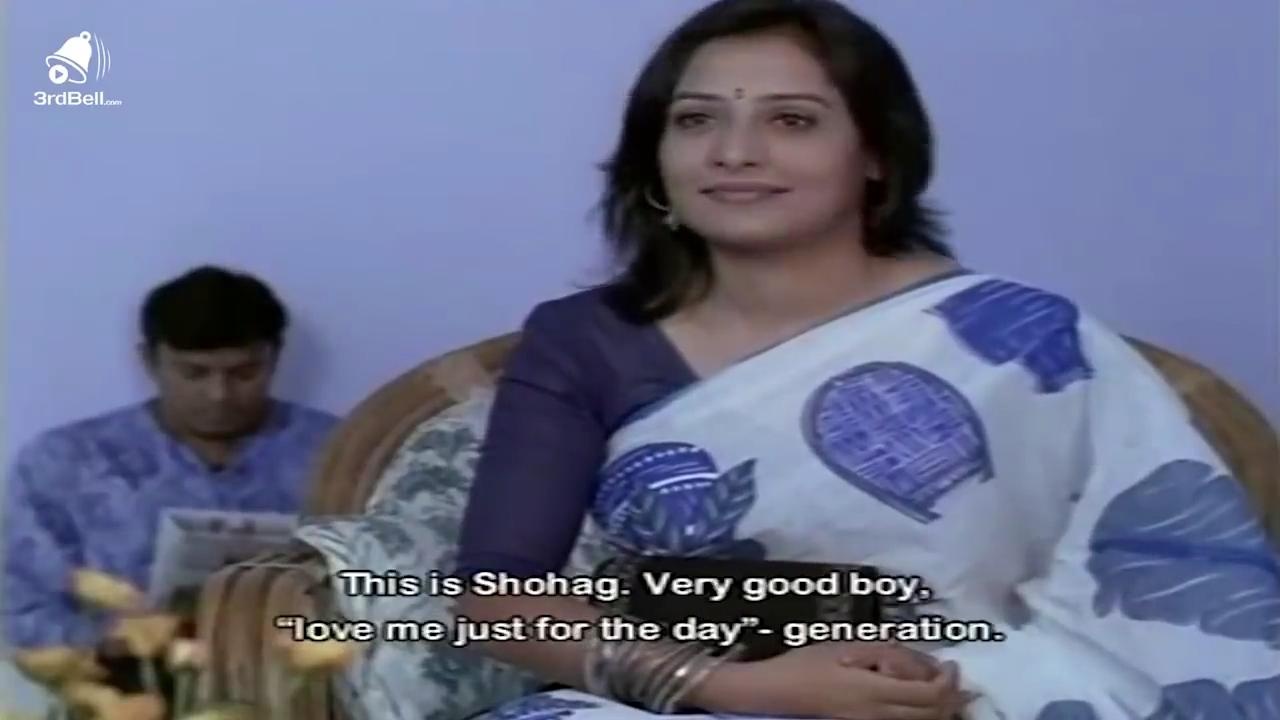 3rdBell.com
This is Shohag. Very good boy,
“love me just for the day”- generation.